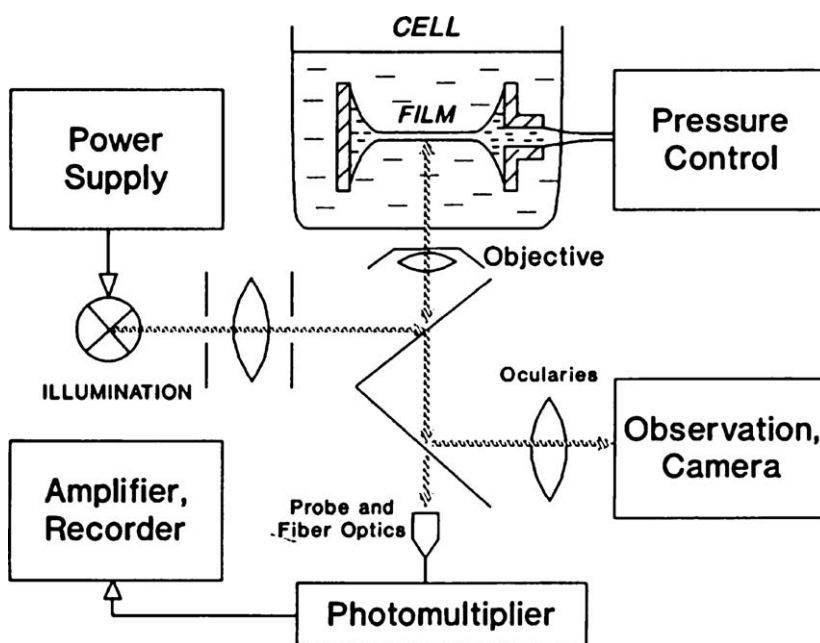 CELL
FILM
Power
Supply
Pressure
Control
Objective
ILLUMINATION
Ocularies
Observation,
Camera
Amplifier,
Recorder
Probe and
Fiber Optics
Photomultiplier